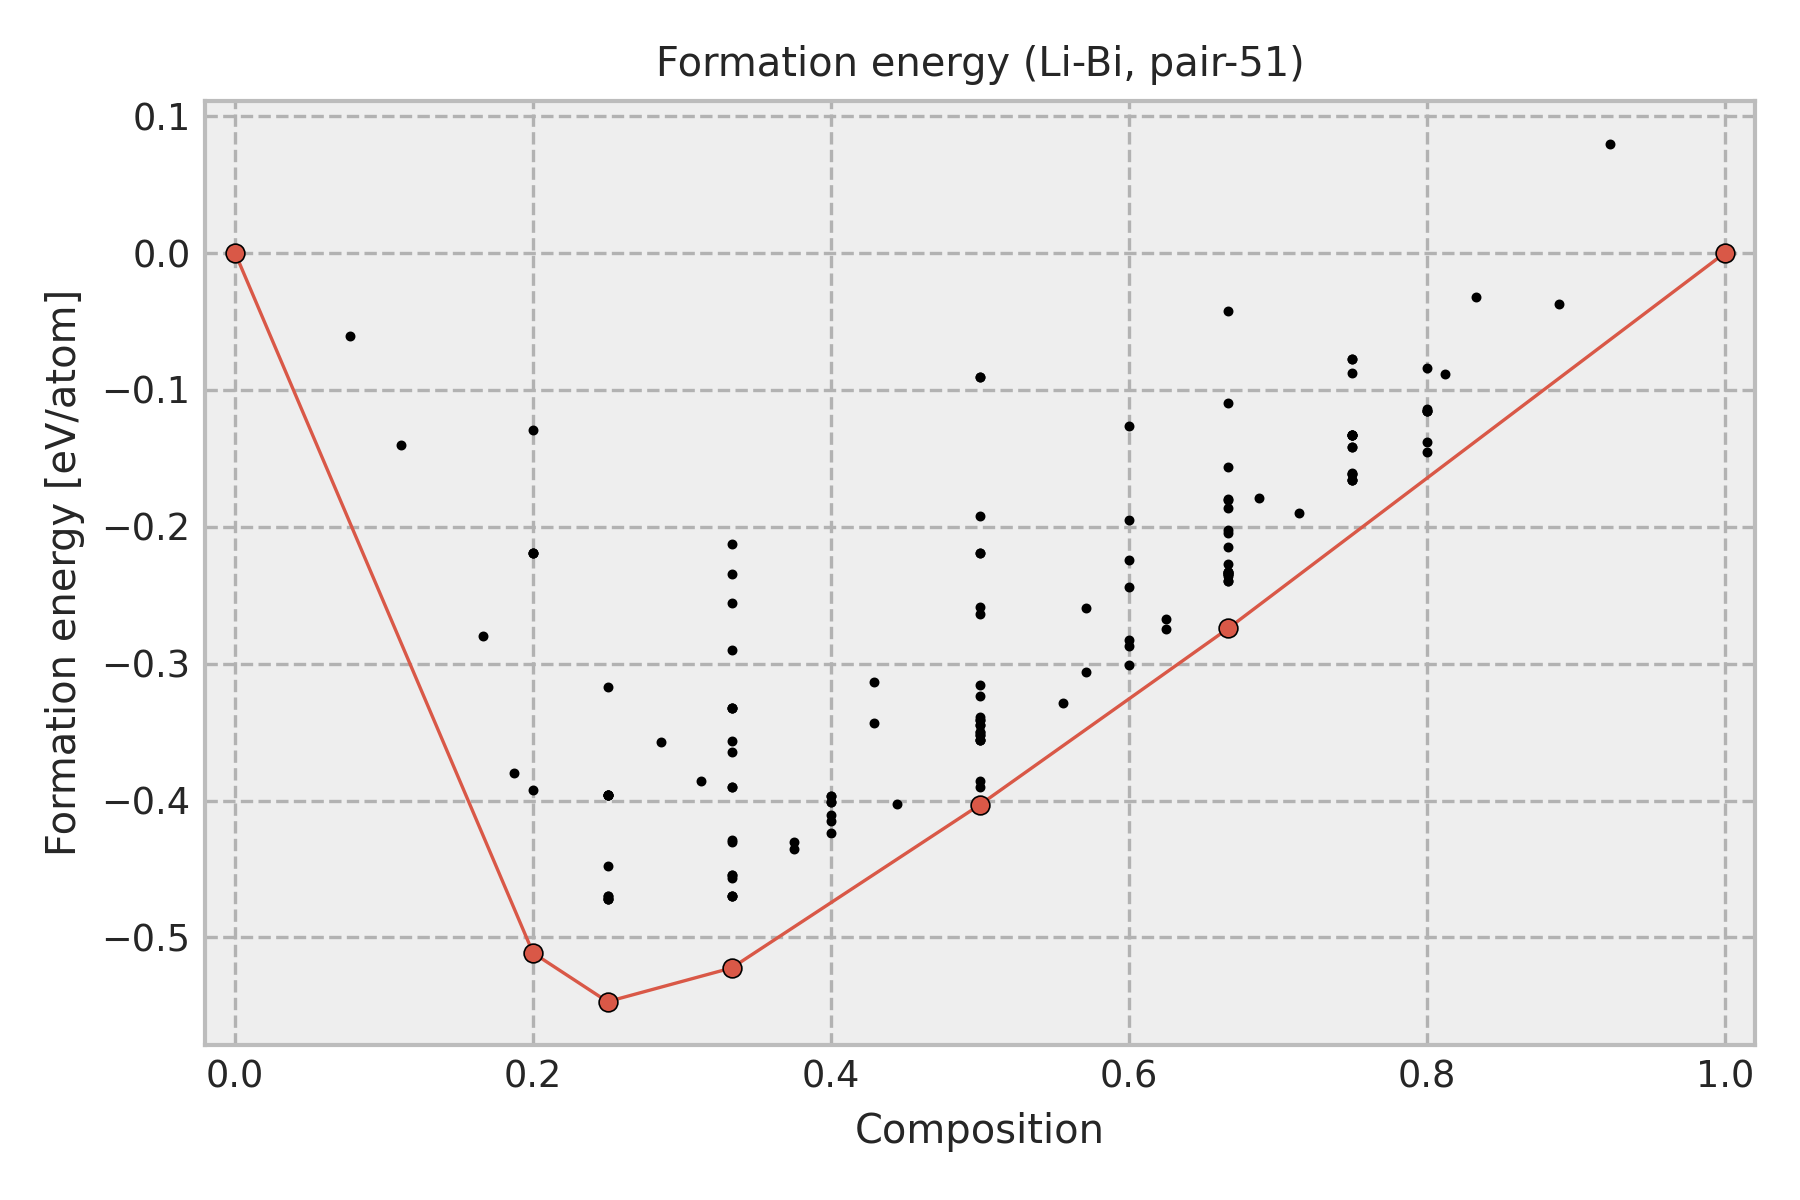 Formation energy (Li-Bi, pair-51)
0.1
0.0
−0.1
−0.2
−0.3
−0.4
−0.5
Formation energy [eV/atom]
0.0 0.2 0.4 0.6 0.8 1.0
Composition